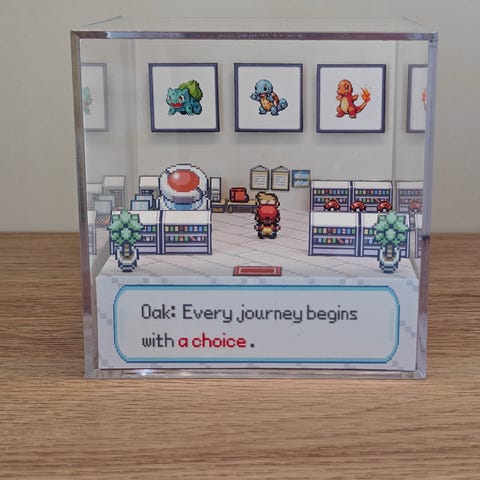 Oak: Every journey begins
with a choice.